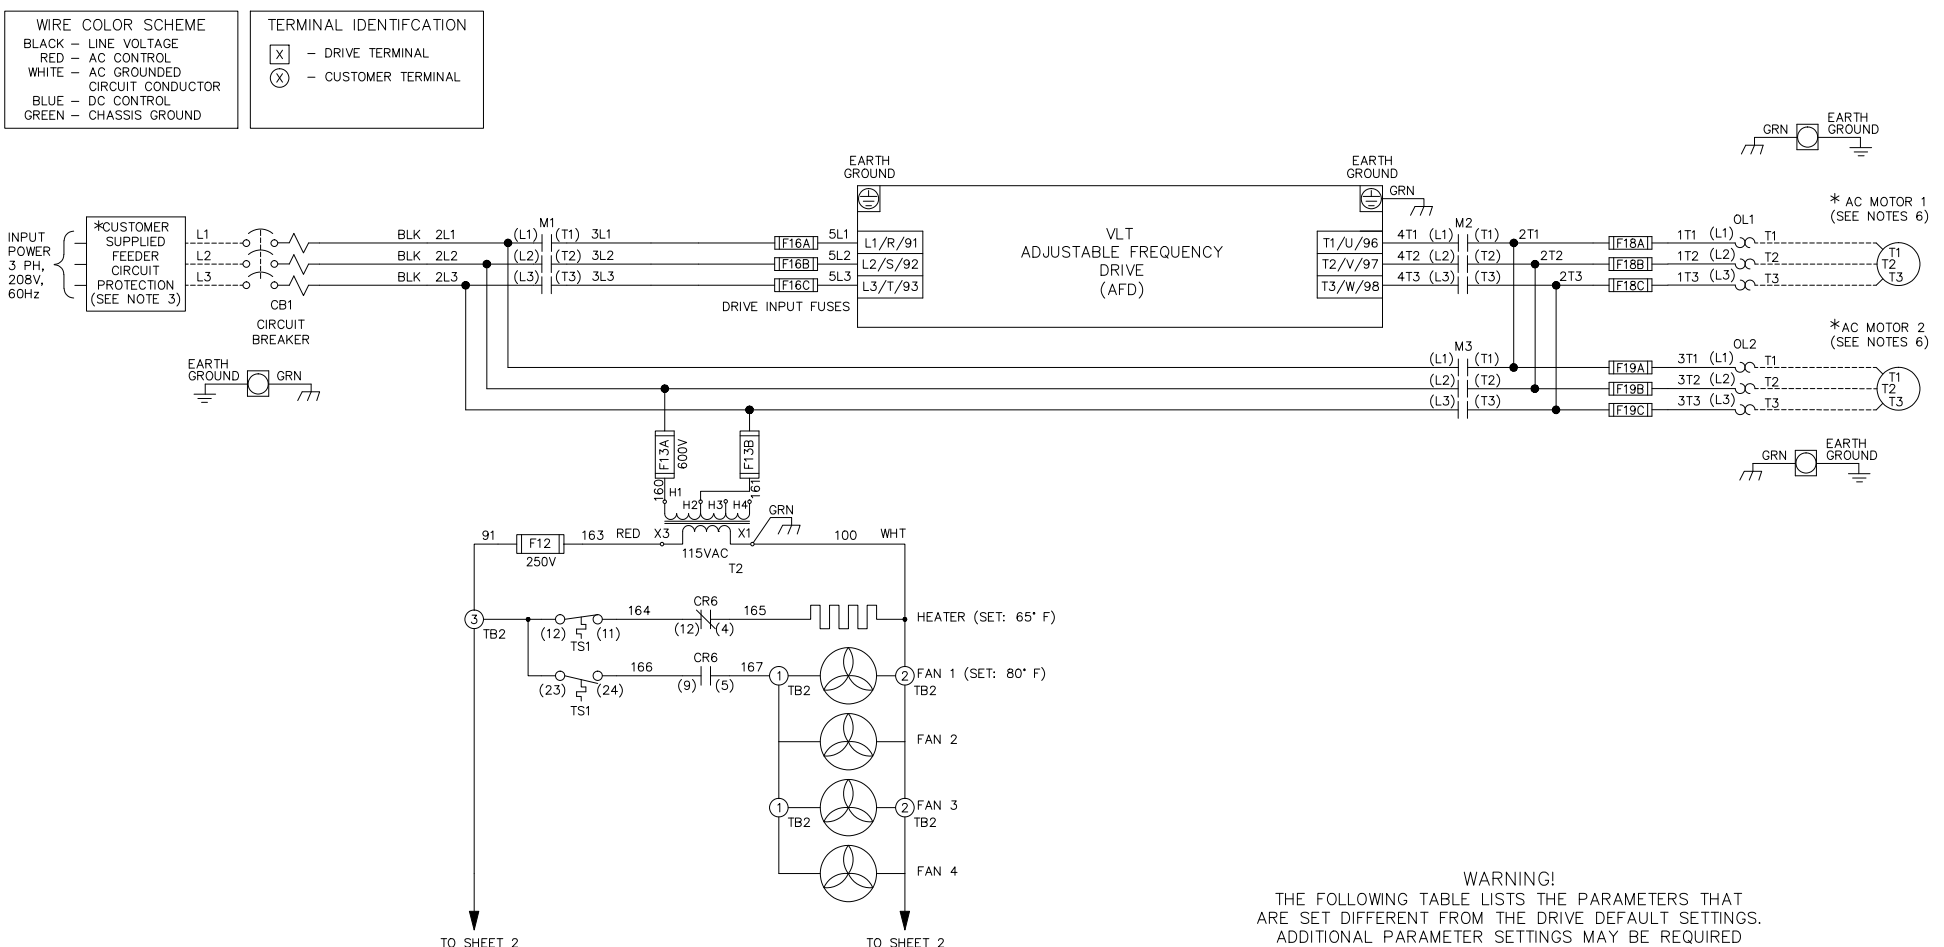 WIRE COLOR SCHEME
BLACK – LINE VOLTAGE
RED – AC CONTROL
WHITE – AC GROUNDED
CIRCUIT CONDUCTOR
BLUE – DC CONTROL
GREEN – CHASSIS GROUND
TERMINAL IDENTIFCATION
X – DRIVE TERMINAL
X – CUSTOMER TERMINAL
GRN
EARTH
GROUND
INPUT
POWER
3 PH,
208V,
60Hz
*CUSTOMER
SUPPLIED
FEEDER
CIRCUIT
PROTECTION
(SEE NOTE 3)
L1
L2
L3
CB1
CIRCUIT
BREAKER
BLK 2L1
BLK 2L2
BLK 2L3
M1
(L1) (T1) 3L1
(L2) (T2) 3L2
(L3) (T3) 3L3
F16A 5L1
F16B 5L2
F16C 5L3
DRIVE INPUT FUSES
EARTH
GROUND
L1/R/91
L2/S/92
L3/T/93
VLT
ADJUSTABLE FREQUENCY
DRIVE
(AFD)
EARTH
GROUND
GRN
T1/U/96
T2/V/97
T3/W/98
M2
4T1 (L1) (T1) 2T1
4T2 (L2) (T2) 2T2
4T3 (L3) (T3) 2T3
F18A 1T1 (L1) T1
F18B 1T2 (L2) T2
F18C 1T3 (L3) T3
OL1
* AC MOTOR 1
(SEE NOTES 6)
T1
T2
T3
EARTH
GROUND GRN
M3
(L1) (T1)
(L2) (T2)
(L3) (T3)
F19A 3T1 (L1) T1
F19B 3T2 (L2) T2
F19C 3T3 (L3) T3
OL2
*AC MOTOR 2
(SEE NOTES 6)
T1
T2
T3
GRN
EARTH
GROUND
F13A
600V
F13B
160
161
H1
H2 H3 H4
GRN
91
F12
250V
163 RED X3
X1
115VAC
T2
100 WHT
3
TB2
(12) (11)
TS1
164
CR6
(12) (4)
165
HEATER (SET: 65° F)
(23) (24)
TS1
166
CR6
(9) (5)
167
1
TB2
2
TB2
FAN 1 (SET: 80° F)
FAN 2
1
TB2
2
TB2
FAN 3
FAN 4
TO SHEET 2
TO SHEET 2
WARNING!
THE FOLLOWING TABLE LISTS THE PARAMETERS THAT
ARE SET DIFFERENT FROM THE DRIVE DEFAULT SETTINGS.
ADDITIONAL PARAMETER SETTINGS MAY BE REQUIRED